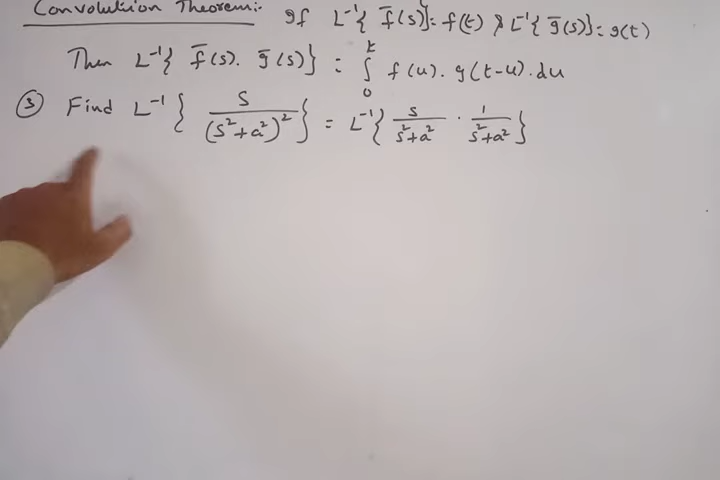 Convolution Theorem:- If L⁻¹{ f̄(s)}= f(t) & L⁻¹{ ḡ(s)}= g(t)
Then L⁻¹{ f̄(s). ḡ(s)} = ∫₀ᵗ f(u). g(t-u).du
③ Find L⁻¹{ S/(s²+a²)² } = L⁻¹{ s/(s²+a²) · 1/(s²+a²) }